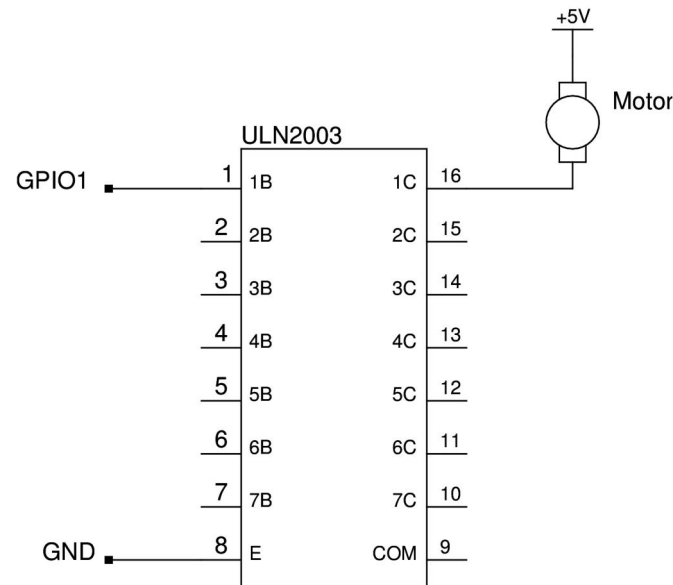 +5V
Motor
ULN2003
GPIO1 1 1B 1C 16
2 2B 2C 15
3 3B 3C 14
4 4B 4C 13
5 5B 5C 12
6 6B 6C 11
7 7B 7C 10
GND 8 E COM 9